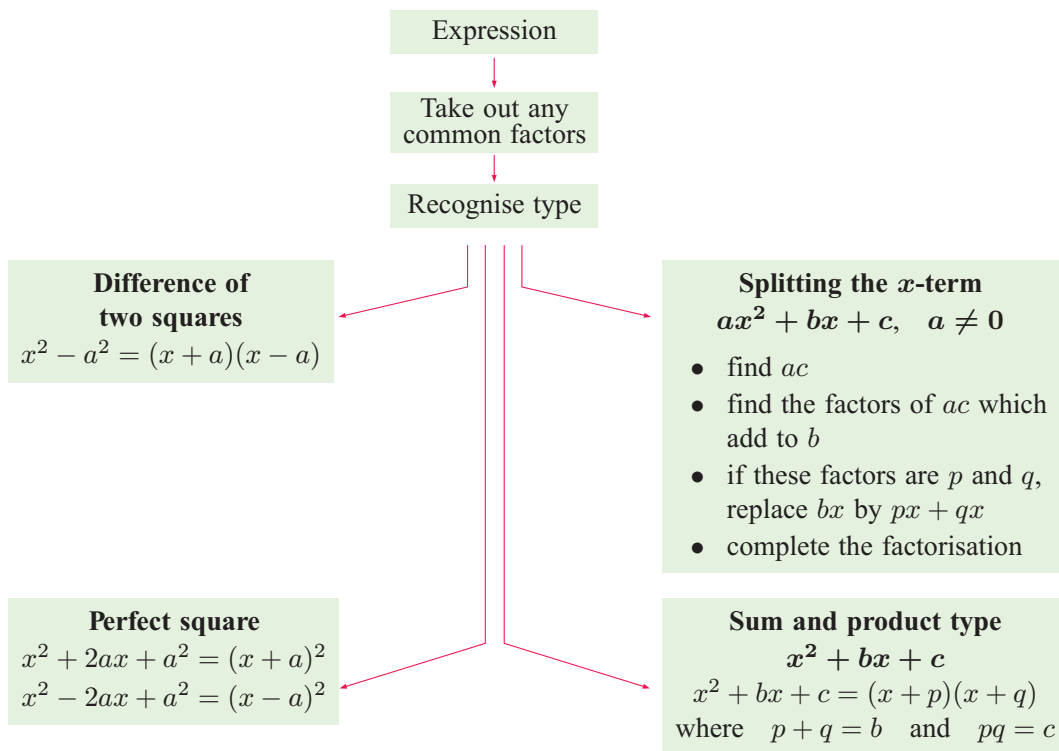 Expression
Take out any
common factors
Recognise type
Difference of
two squares
x² − a² = (x + a)(x − a)
Splitting the x-term
ax² + bx + c, a ≠ 0
• find ac
• find the factors of ac which
add to b
• if these factors are p and q,
replace bx by px + qx
• complete the factorisation
Perfect square
x² + 2ax + a² = (x + a)²
x² − 2ax + a² = (x − a)²
Sum and product type
x² + bx + c
x² + bx + c = (x + p)(x + q)
where p + q = b and pq = c